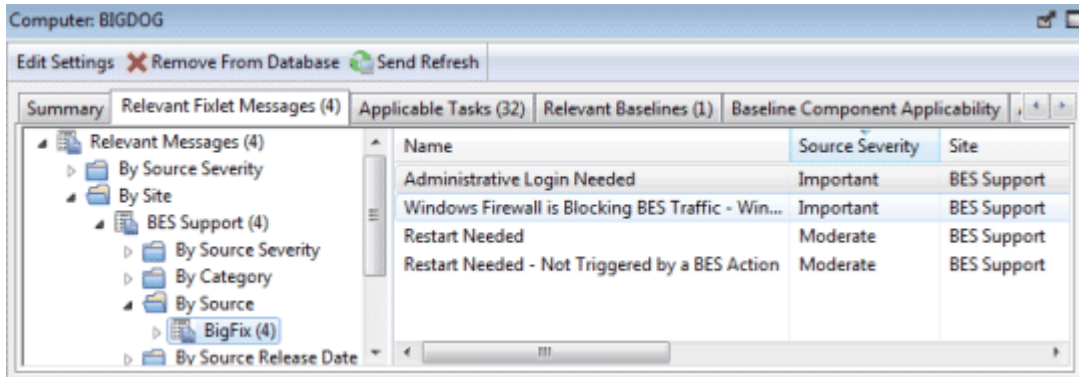 Computer: BIGDOG
Edit Settings Remove From Database Send Refresh
Summary Relevant Fixlet Messages (4) Applicable Tasks (32) Relevant Baselines (1) Baseline Component Applicability
Relevant Messages (4)
By Source Severity
By Site
BES Support (4)
By Source Severity
By Category
By Source
BigFix (4)
By Source Release Date
Name Source Severity Site
Administrative Login Needed Important BES Support
Windows Firewall is Blocking BES Traffic - Win... Important BES Support
Restart Needed Moderate BES Support
Restart Needed - Not Triggered by a BES Action Moderate BES Support